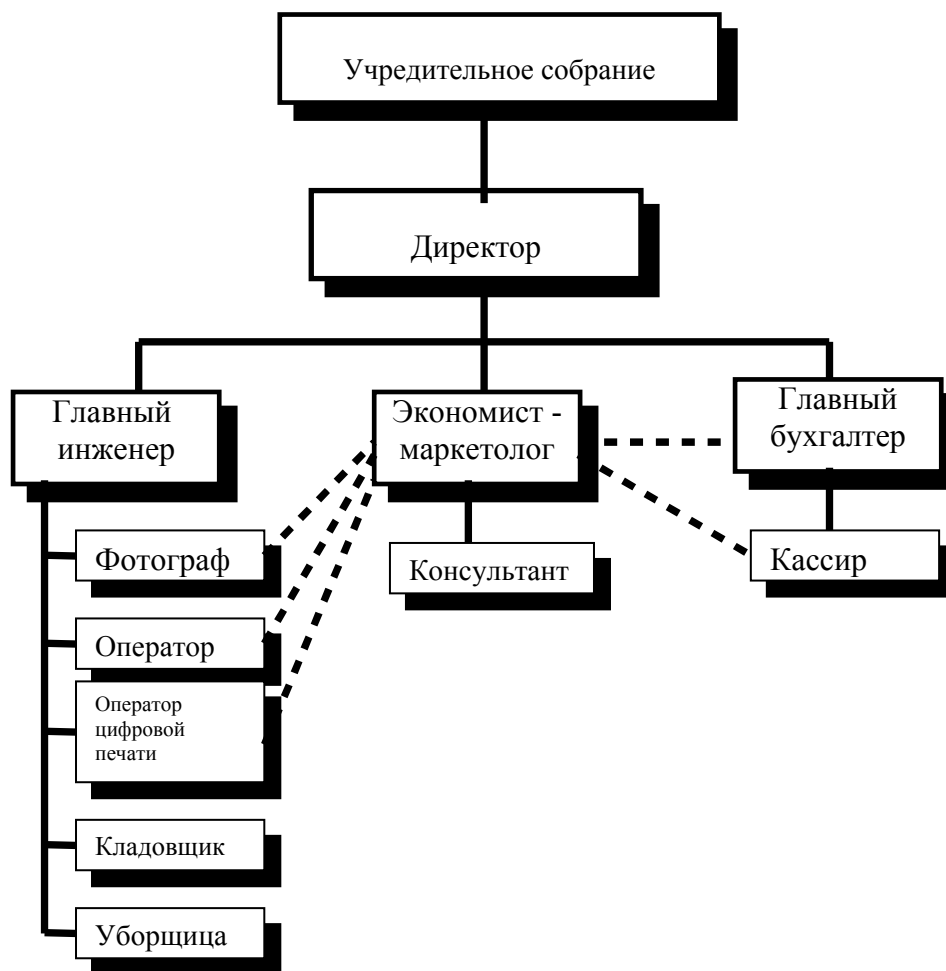 Учредительное собрание
Директор
Главный
инженер
Экономист -
маркетолог
Главный
бухгалтер
Фотограф
Консультант
Кассир
Оператор
Оператор
цифровой
печати
Кладовщик
Уборщица